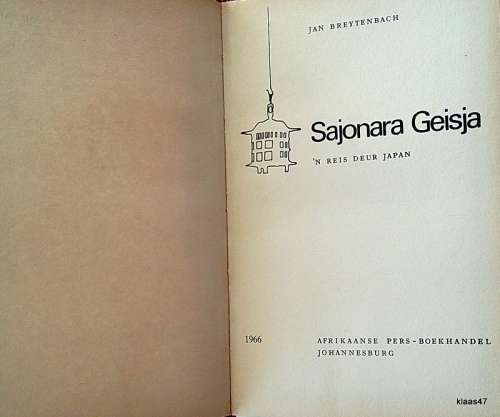 JAN BREYTENBACH
Sajonara Geisja
'N REIS DEUR JAPAN
1966
AFRIKAANSE PERS-BOEKHANDEL
JOHANNESBURG
klaas47